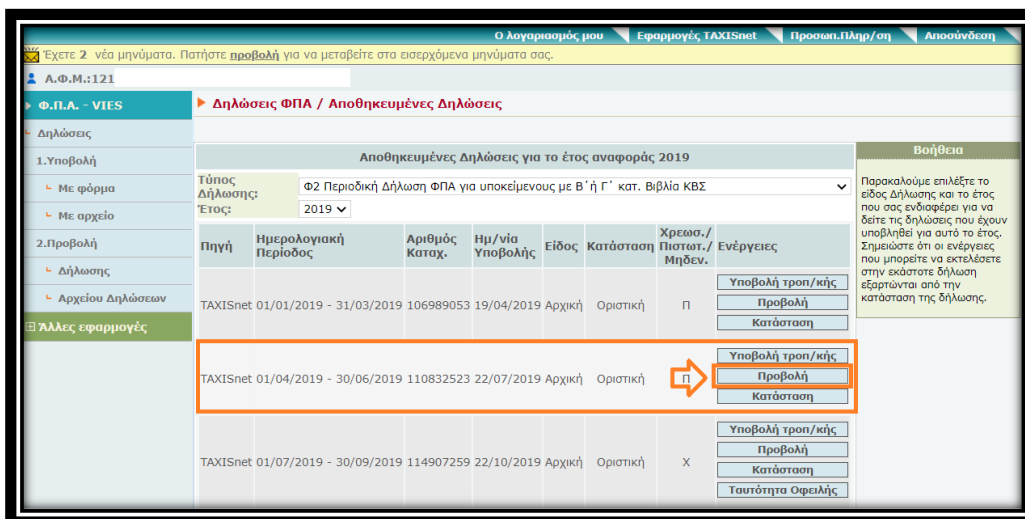 Ο λογαριασμός μου Εφαρμογές TAXISnet Προσωπ.Πληρ/ση Αποσύνδεση
Έχετε 2 νέα μηνύματα. Πατήστε προβολή για να μεταβείτε στα εισερχόμενα μηνύματα σας.
Α.Φ.Μ.:121
Φ.Π.Α. - VIES
Δηλώσεις ΦΠΑ / Αποθηκευμένες Δηλώσεις
Δηλώσεις
1.Υποβολή
Με φόρμα
Με αρχείο
2.Προβολή
Δήλωσης
Αρχείου Δηλώσεων
Άλλες εφαρμογές
Αποθηκευμένες Δηλώσεις για το έτος αναφοράς 2019
Τύπος Δήλωσης: Φ2 Περιοδική Δήλωση ΦΠΑ για υποκείμενους με Β΄ή Γ΄ κατ. Βιβλία ΚΒΣ
Έτος: 2019
Πηγή Ημερολογιακή Περίοδος Αριθμός Καταχ. Ημ/νία Υποβολής Είδος Κατάσταση Χρεωσ./ Πιστωτ./ Μηδεν. Ενέργειες
TAXISnet 01/01/2019 - 31/03/2019 106989053 19/04/2019 Αρχική Οριστική Π
Υποβολή τροπ/κής
Προβολή
Κατάσταση
TAXISnet 01/04/2019 - 30/06/2019 110832523 22/07/2019 Αρχική Οριστική Π
Υποβολή τροπ/κής
Προβολή
Κατάσταση
TAXISnet 01/07/2019 - 30/09/2019 114907259 22/10/2019 Αρχική Οριστική Χ
Υποβολή τροπ/κής
Προβολή
Κατάσταση
Ταυτότητα Οφειλής
Βοήθεια
Παρακαλούμε επιλέξτε το
είδος Δήλωσης και το έτος
που σας ενδιαφέρει για να
δείτε τις δηλώσεις που έχουν
υποβληθεί για αυτό το έτος.
Σημειώστε ότι οι ενέργειες
που μπορείτε να εκτελέσετε
στην εκάστοτε δήλωση
εξαρτώνται από την
κατάσταση της δήλωσης.